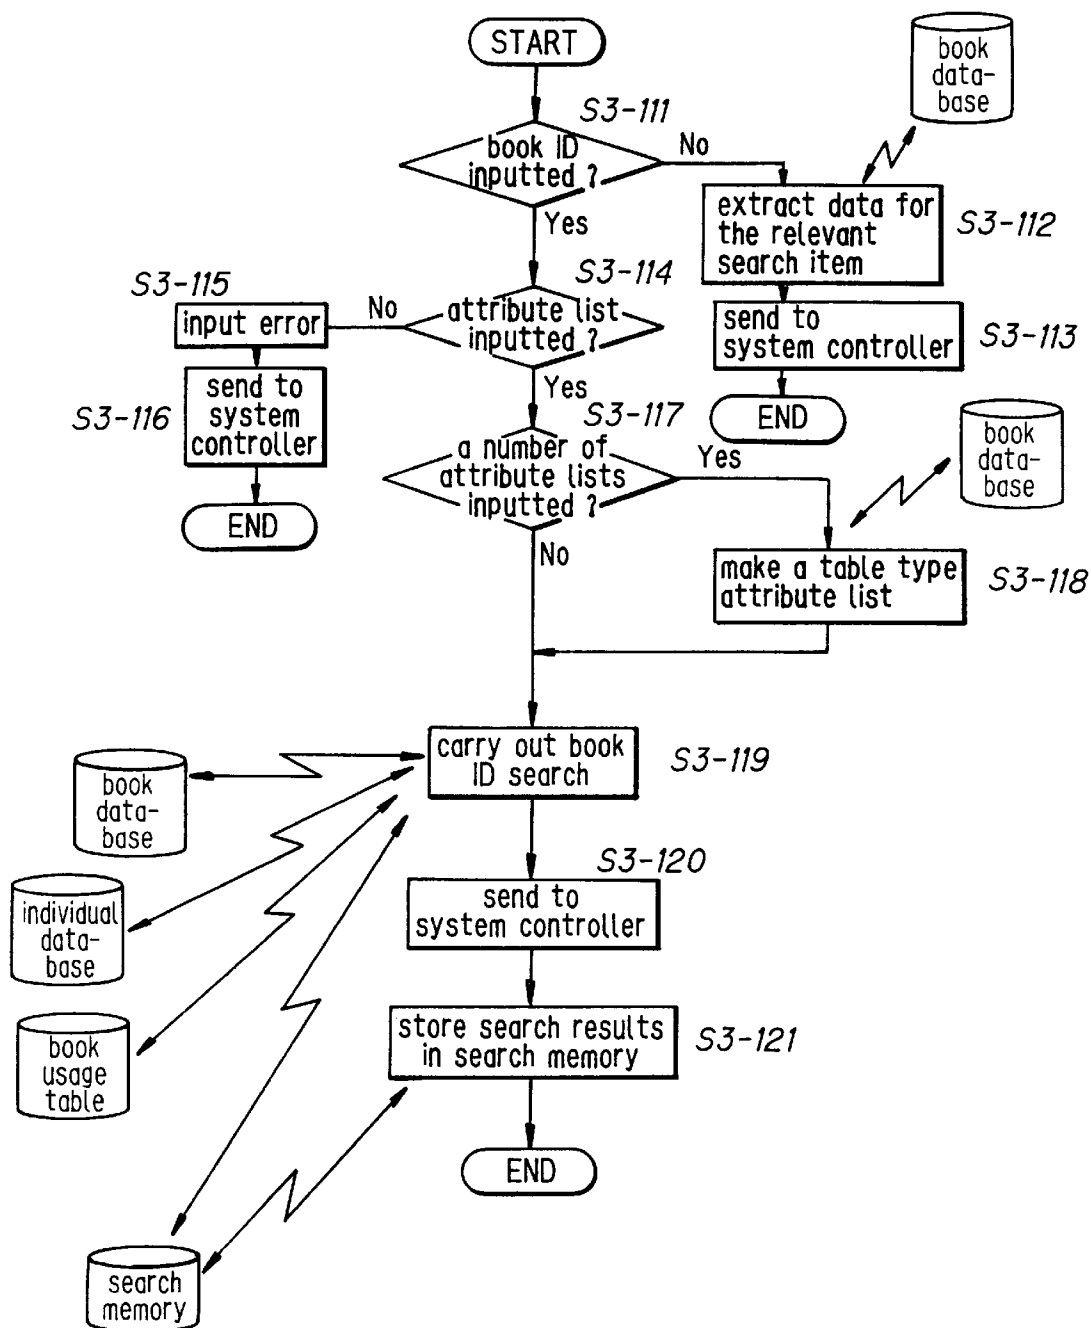 START
book
data-
base
S3-111
book ID
inputted ?
No
Yes
extract data for
the relevant
search item
S3-112
S3-114
S3-115
attribute list
inputted ?
No
input error
Yes
send to
system controller
S3-113
END
send to
system
controller
S3-116
END
S3-117
a number of
attribute lists
inputted ?
Yes
No
book
data-
base
make a table type
attribute list
S3-118
carry out book
ID search
S3-119
book
data-
base
S3-120
send to
system controller
individual
data-
base
store search results
in search memory
S3-121
book
usage
table
END
search
memory